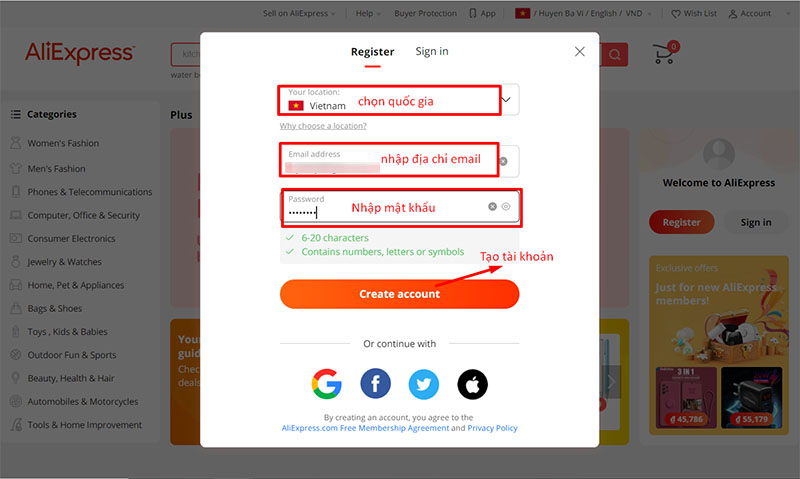 Sell on AliExpress
Help
Buyer Protection
App
/ Huyen Ba Vi / English / VND
Wish List
Account
AliExpress
kitch
0
water b
Register
Sign in
Your location:
Vietnam
chọn quốc gia
Why choose a location?
Email address
nhập địa chỉ email
Password
••••••••
Nhập mật khẩu
6-20 characters
Contains numbers, letters or symbols
Tạo tài khoản
Create account
Or continue with
By creating an account, you agree to the
AliExpress.com Free Membership Agreement and Privacy Policy
Categories
Women's Fashion
Men's Fashion
Phones & Telecommunications
Computer, Office & Security
Consumer Electronics
Jewelry & Watches
Home, Pet & Appliances
Bags & Shoes
Toys , Kids & Babies
Outdoor Fun & Sports
Beauty, Health & Hair
Automobiles & Motorcycles
Tools & Home Improvement
Plus
You
guid
Chec
deals
Welcome to AliExpress
Register
Sign in
Exclusive offers
Just for new AliExpress
members!
3 IN 1
₫ 45,786
₫ 55,179